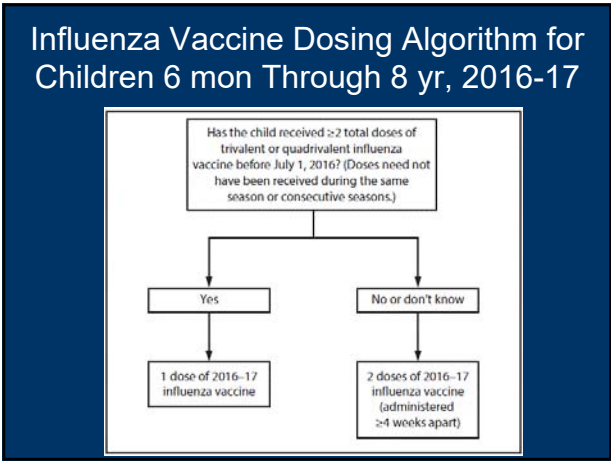 Influenza Vaccine Dosing Algorithm for
Children 6 mon Through 8 yr, 2016-17
Has the child received ≥2 total doses of
trivalent or quadrivalent influenza
vaccine before July 1, 2016? (Doses need not
have been received during the same
season or consecutive seasons.)
Yes
No or don't know
1 dose of 2016–17
influenza vaccine
2 doses of 2016–17
influenza vaccine
(administered
≥4 weeks apart)